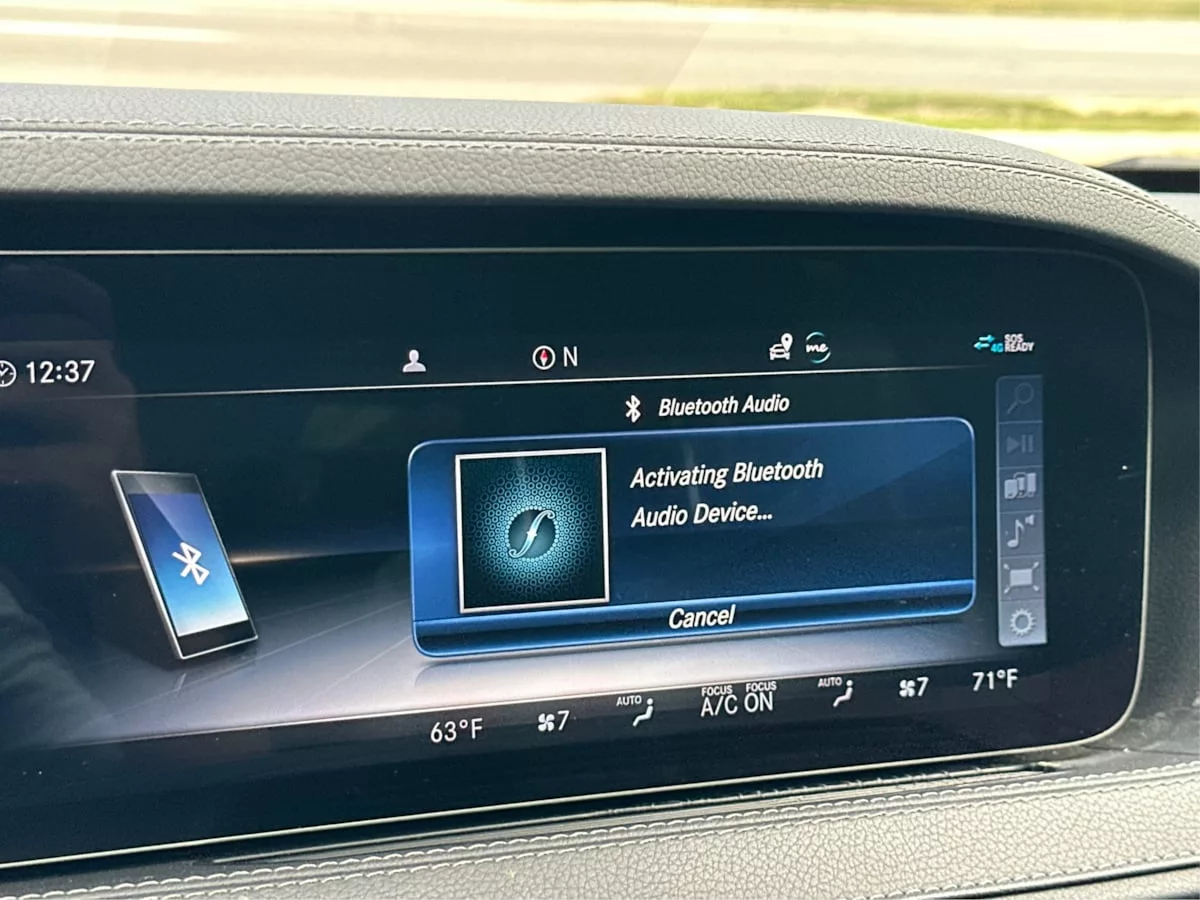 12:37
N
me
4G SOS READY
Bluetooth Audio
Activating Bluetooth
Audio Device...
Cancel
63°F
7
AUTO
FOCUS FOCUS
A/C ON
AUTO
7
71°F